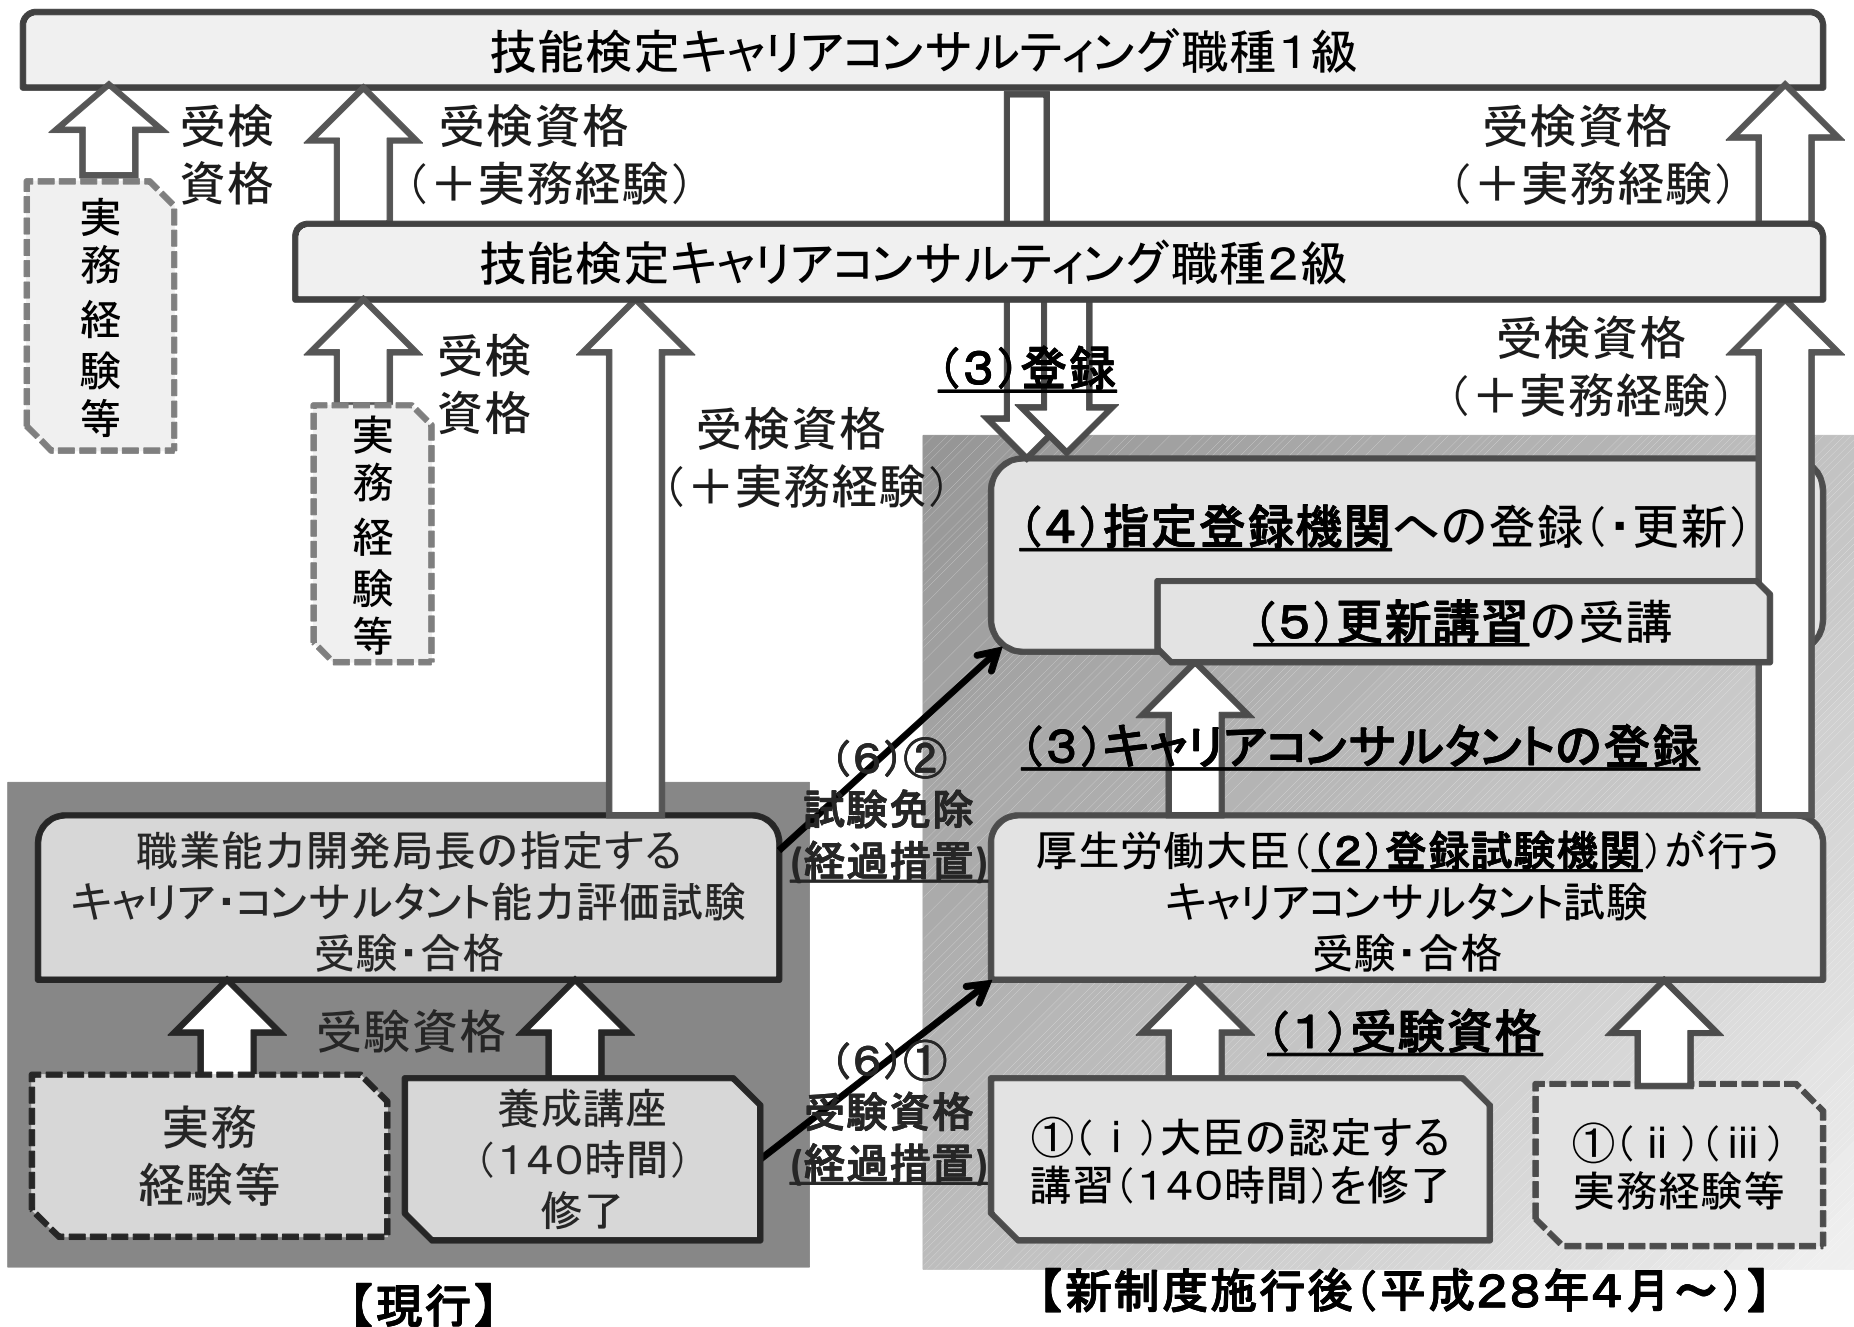 技能検定キャリアコンサルティング職種1級
受検
資格
受検資格
（＋実務経験）
受検資格
（＋実務経験）
実務経験等
技能検定キャリアコンサルティング職種2級
受検
資格
実務経験等
受検資格
（＋実務経験）
（3）登録
受検資格
（＋実務経験）
（4）指定登録機関への登録（・更新）
（5）更新講習の受講
（3）キャリアコンサルタントの登録
（6）②
試験免除
(経過措置)
職業能力開発局長の指定する
キャリア・コンサルタント能力評価試験
受験・合格
厚生労働大臣（（2）登録試験機関）が行う
キャリアコンサルタント試験
受験・合格
受験資格
（6）①
受験資格
(経過措置)
（1）受験資格
実務
経験等
養成講座
（140時間）
修了
①（ⅰ）大臣の認定する
講習（140時間）を修了
①（ⅱ）（ⅲ）
実務経験等
【現行】
【新制度施行後（平成28年4月～）】